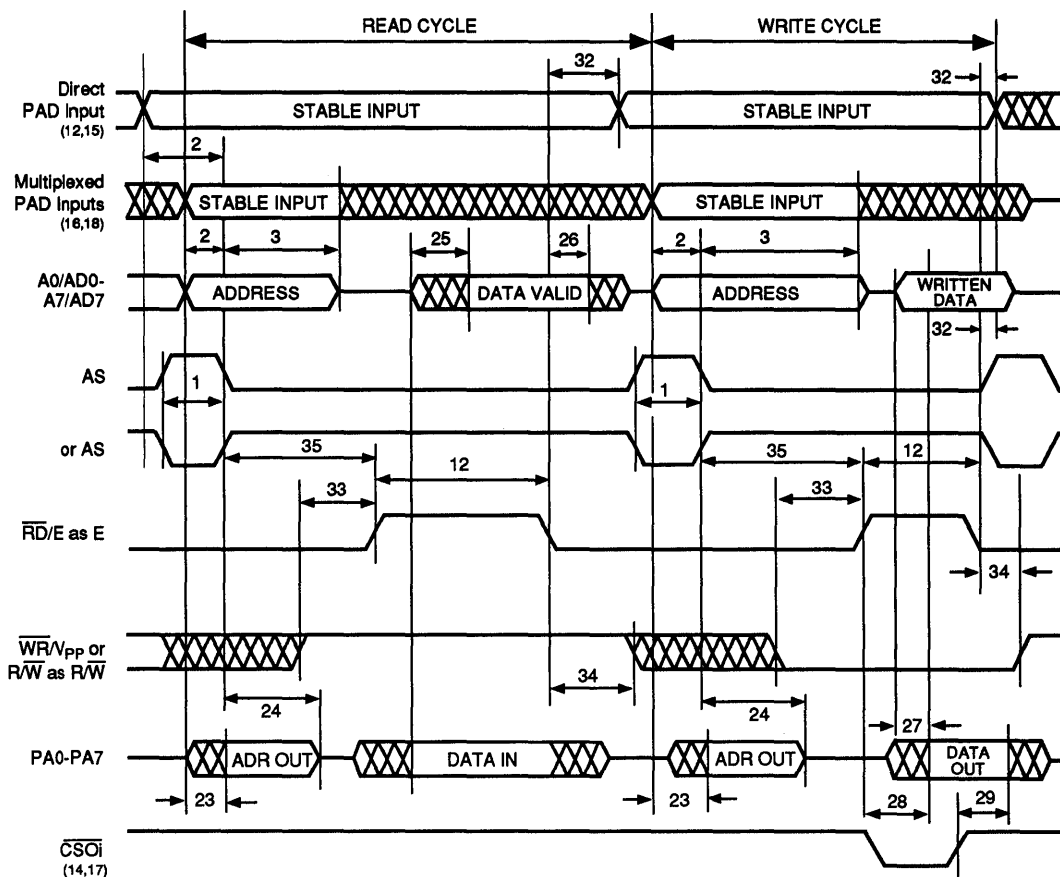 READ CYCLE
WRITE CYCLE
32
32
Direct
PAD Input
(12,15)
STABLE INPUT
STABLE INPUT
2
Multiplexed
PAD Inputs
(16,18)
STABLE INPUT
STABLE INPUT
2
3
25
26
2
3
A0/AD0-
A7/AD7
ADDRESS
DATA VALID
ADDRESS
WRITTEN
DATA
32
AS
1
1
or AS
35
12
35
12
33
33
R̅D̅/E as E
34
W̅R̅/VPP or
R/W̅ as R/W̅
34
24
24
27
PA0-PA7
ADR OUT
DATA IN
ADR OUT
DATA
OUT
23
23
28
29
C̅S̅O̅i̅
(14,17)